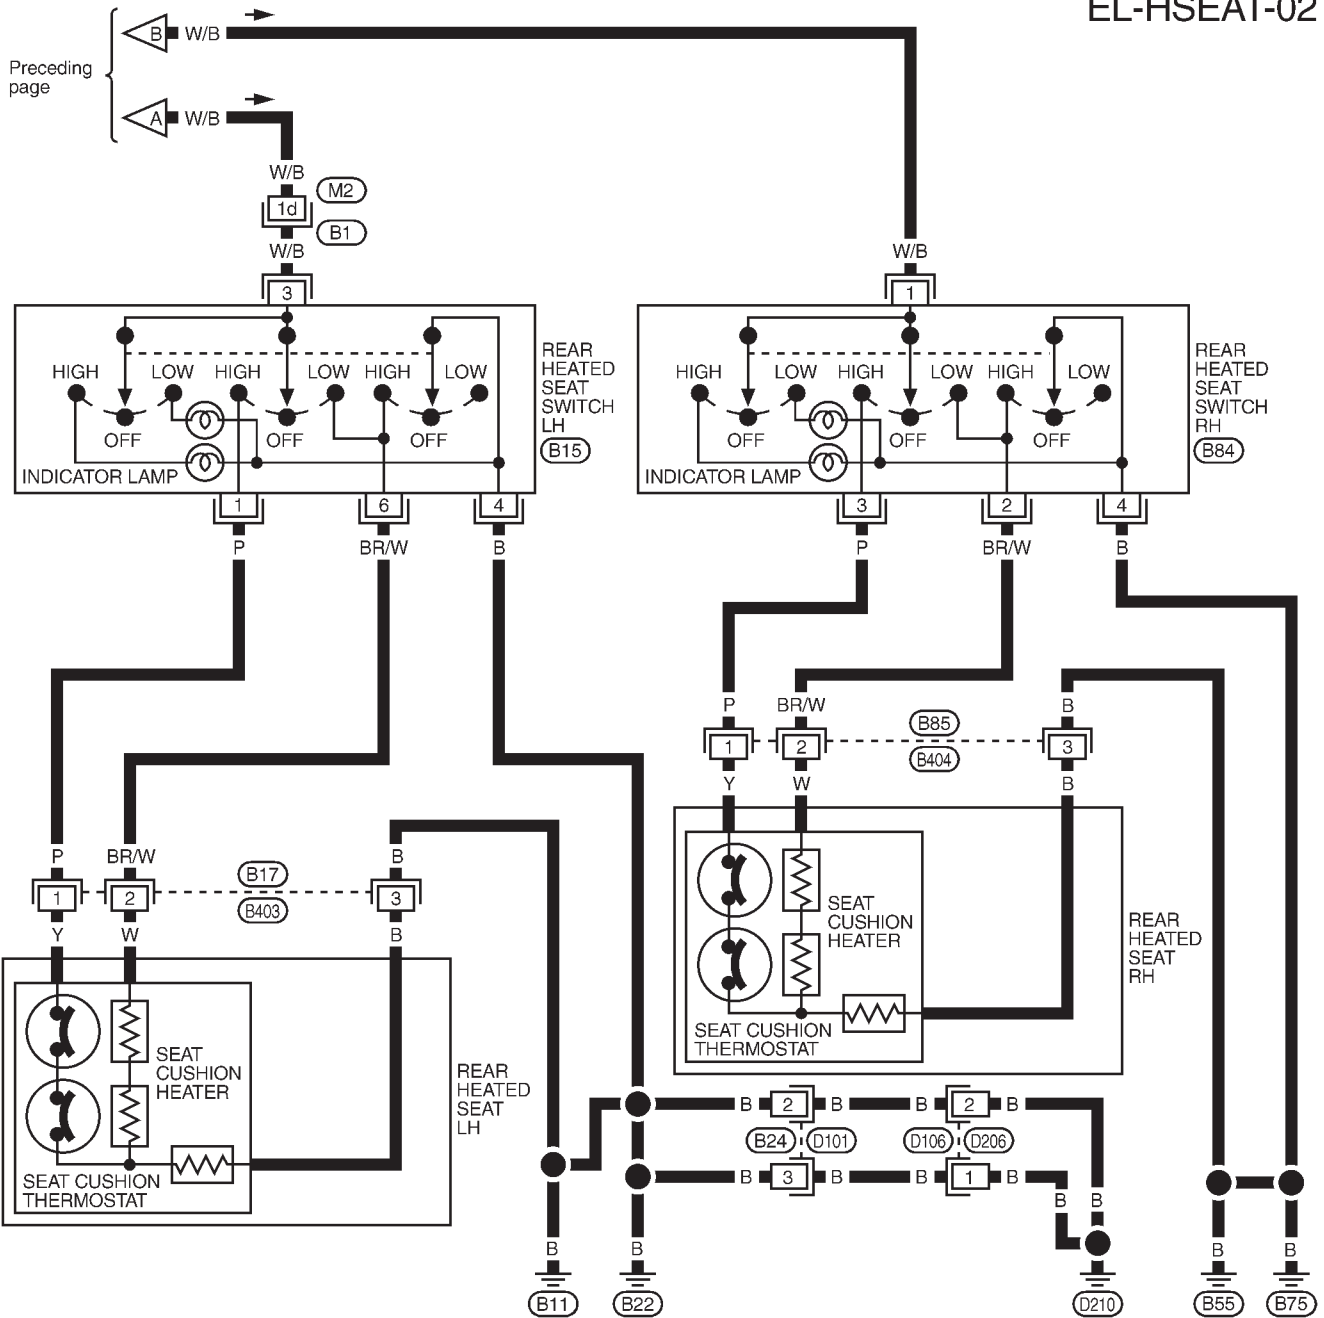 EL-HSEAT-02
B W/B
Preceding
page
A W/B
W/B
M2
1d
B1
W/B
3
W/B
1
HIGH LOW HIGH LOW HIGH LOW
OFF OFF OFF
INDICATOR LAMP
REAR
HEATED
SEAT
SWITCH
LH
B15
HIGH LOW HIGH LOW HIGH LOW
OFF OFF OFF
INDICATOR LAMP
REAR
HEATED
SEAT
SWITCH
RH
B84
1 6 4
P BR/W B
3 2 4
P BR/W B
P BR/W B
B85
1 2 3
B404
Y W B
P BR/W B
B17
1 2 3
B403
Y W B
SEAT
CUSHION
HEATER
SEAT CUSHION
THERMOSTAT
REAR
HEATED
SEAT
RH
SEAT
CUSHION
HEATER
SEAT CUSHION
THERMOSTAT
REAR
HEATED
SEAT
LH
B 2 B B 2 B
B24 D101 D106 D206
B 3 B B 1 B
B B
B B B B
B11 B22 D210 B55 B75